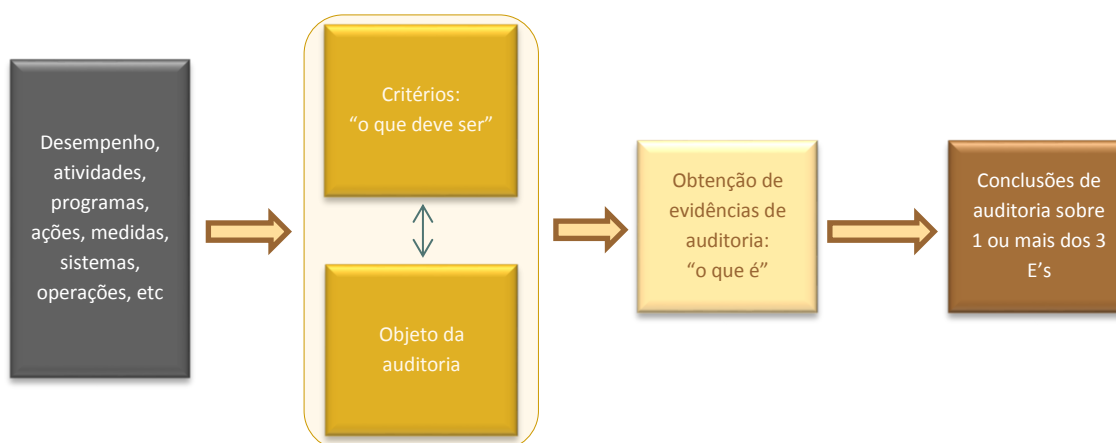 Desempenho,
atividades,
programas,
ações, medidas,
sistemas,
operações, etc
Critérios:
“o que deve ser”
Objeto da
auditoria
Obtenção de
evidências de
auditoria:
“o que é”
Conclusões de
auditoria sobre
1 ou mais dos 3
E’s